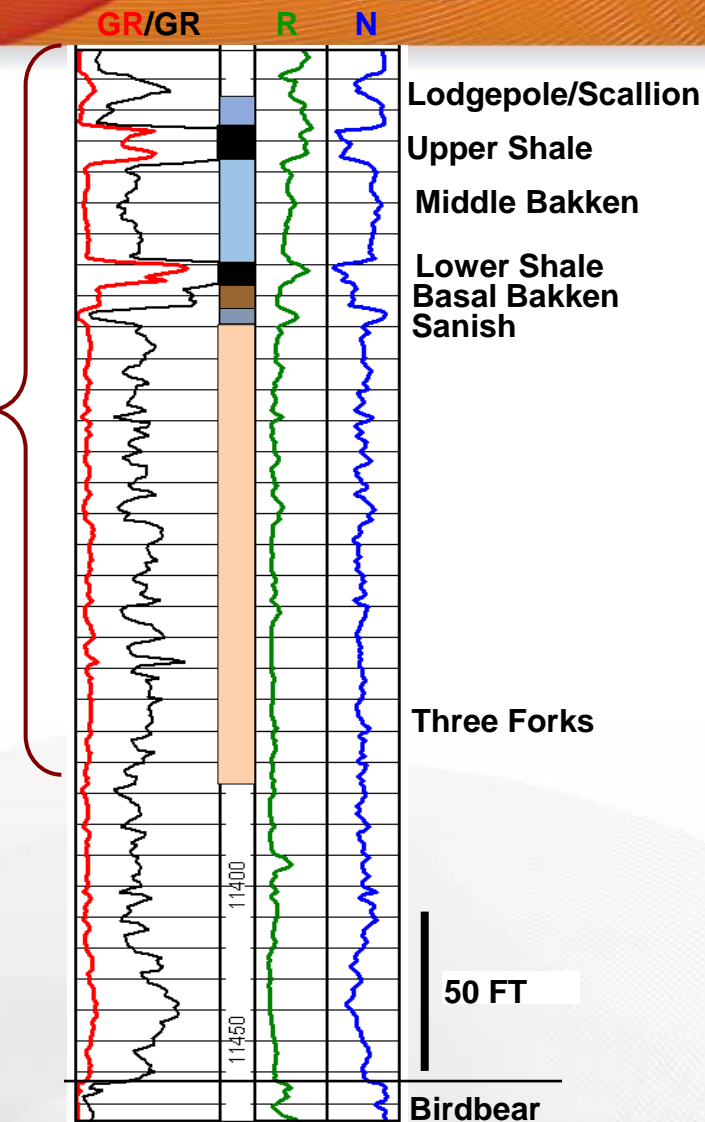 GR/GR R N
Lodgepole/Scallion
Upper Shale
Middle Bakken
Lower Shale
Basal Bakken
Sanish
Three Forks
11400
50 FT
11450
Birdbear